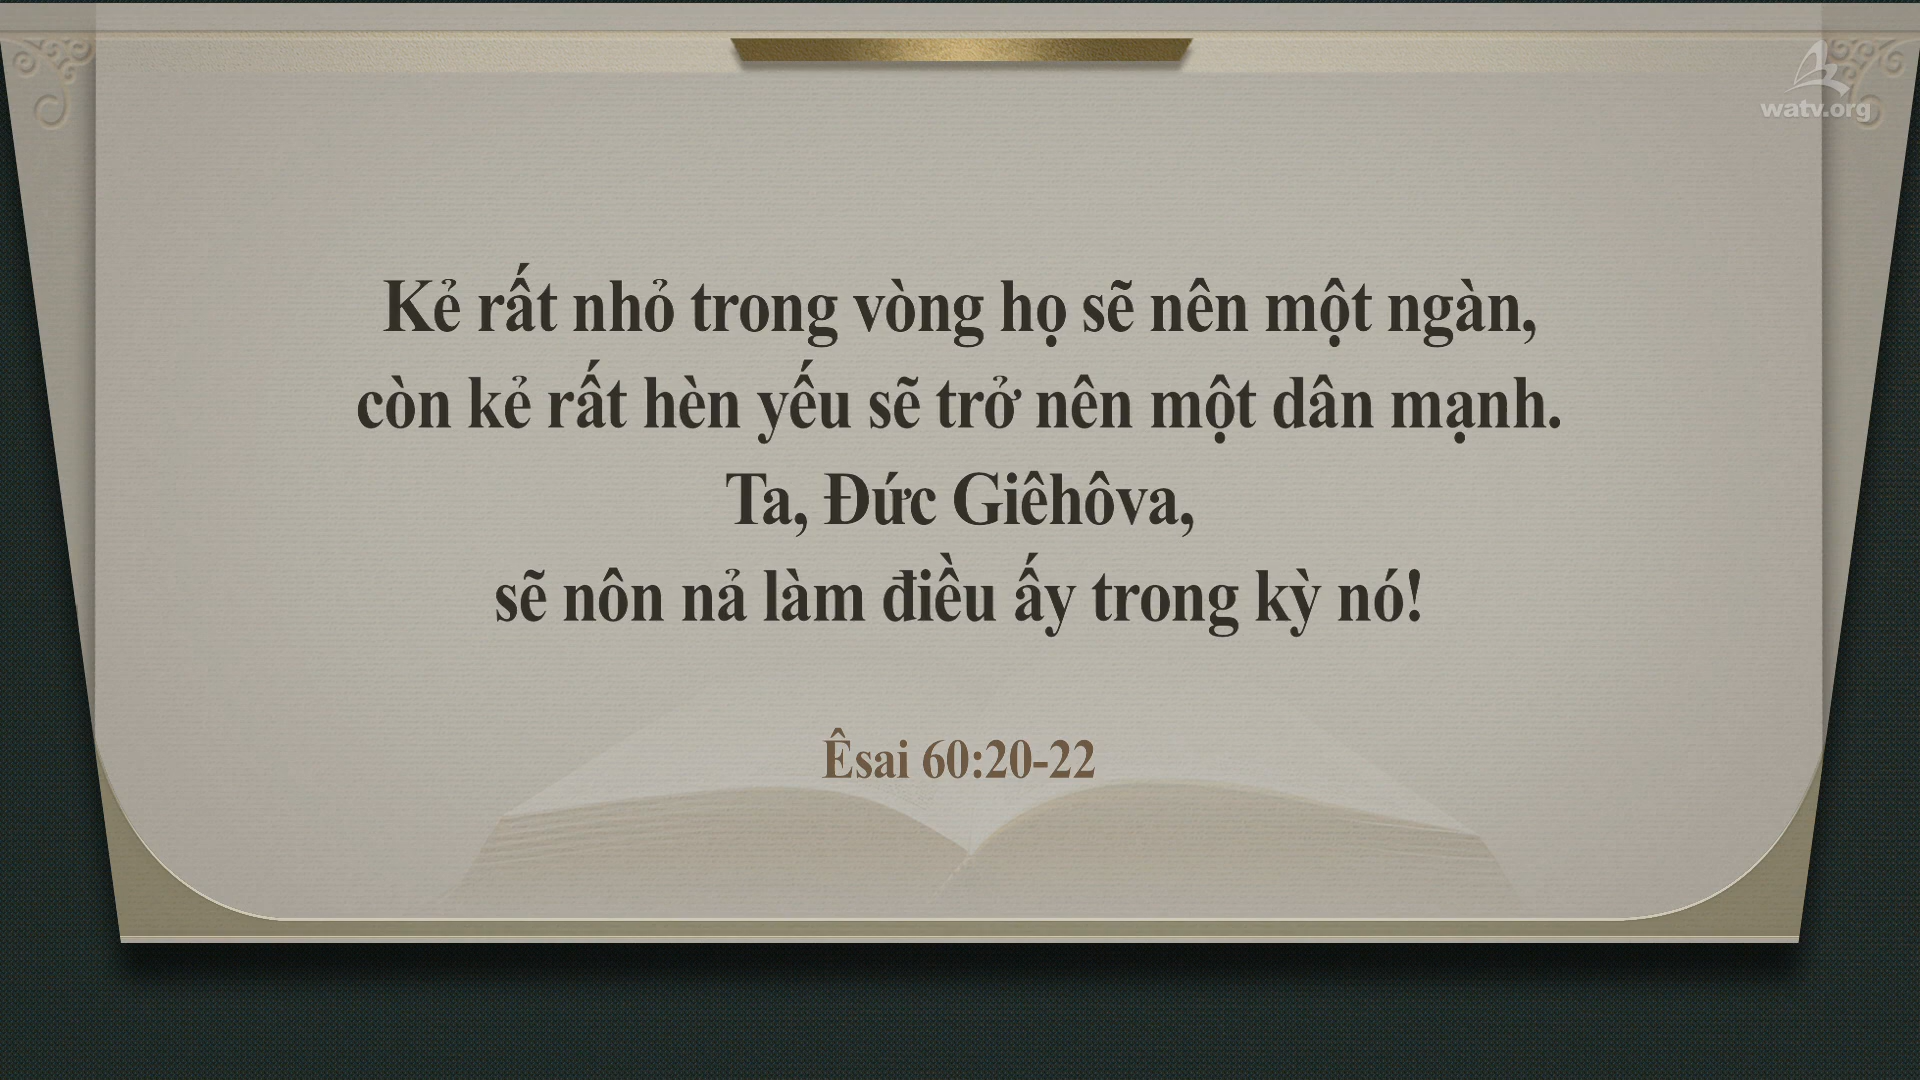 watv.org
Kẻ rất nhỏ trong vòng họ sẽ nên một ngàn,
còn kẻ rất hèn yếu sẽ trở nên một dân mạnh.
Ta, Đức Giêhôva,
sẽ nôn nả làm điều ấy trong kỳ nó!
Êsai 60:20-22